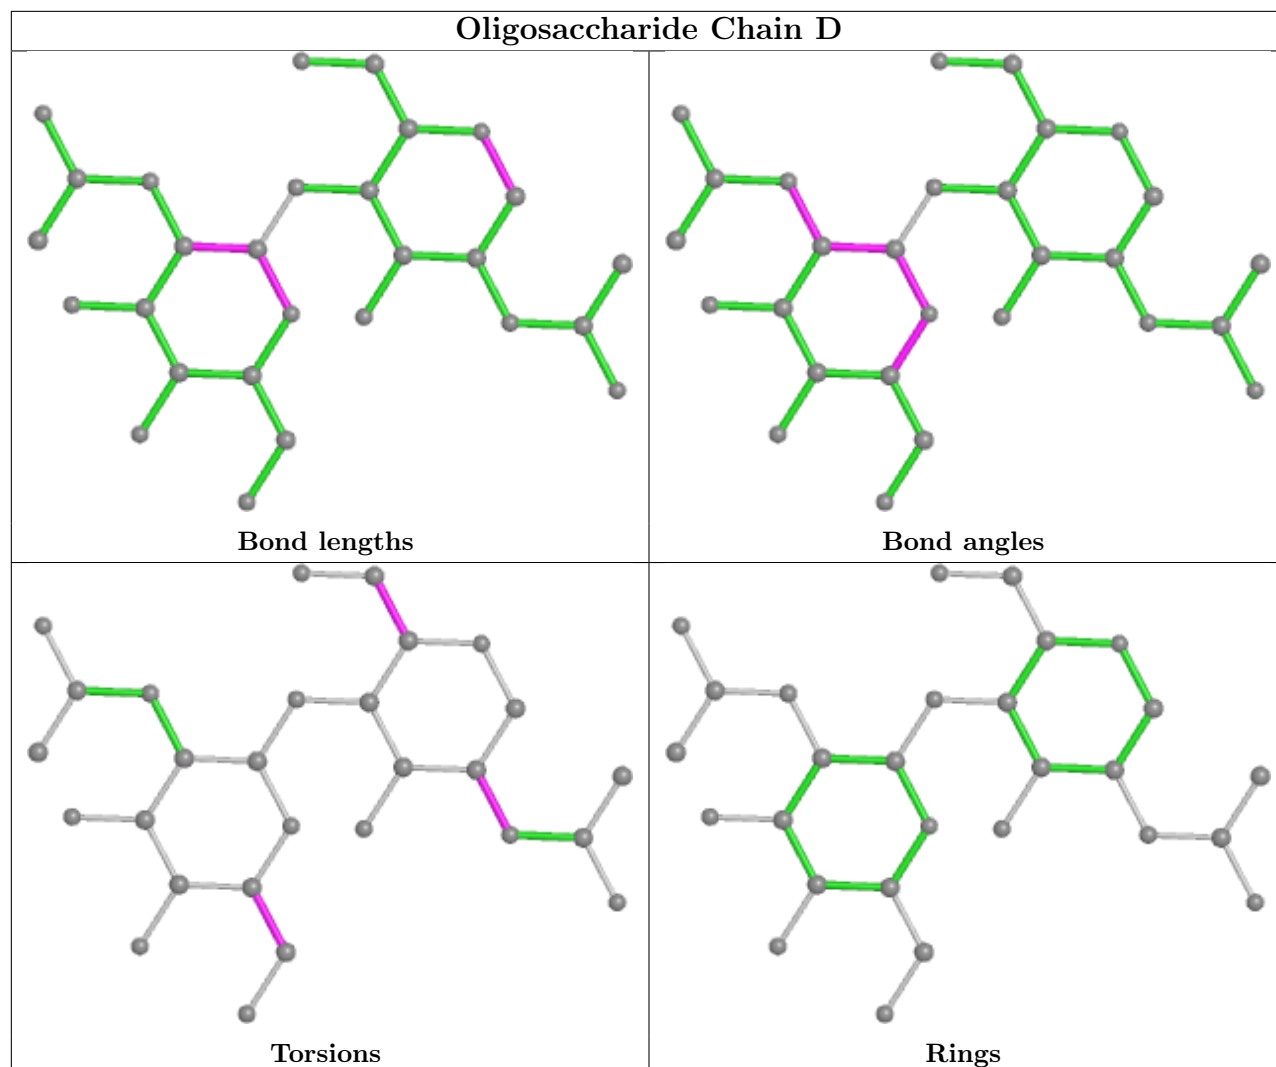 Oligosaccharide Chain D
Bond lengths
Bond angles
Torsions
Rings